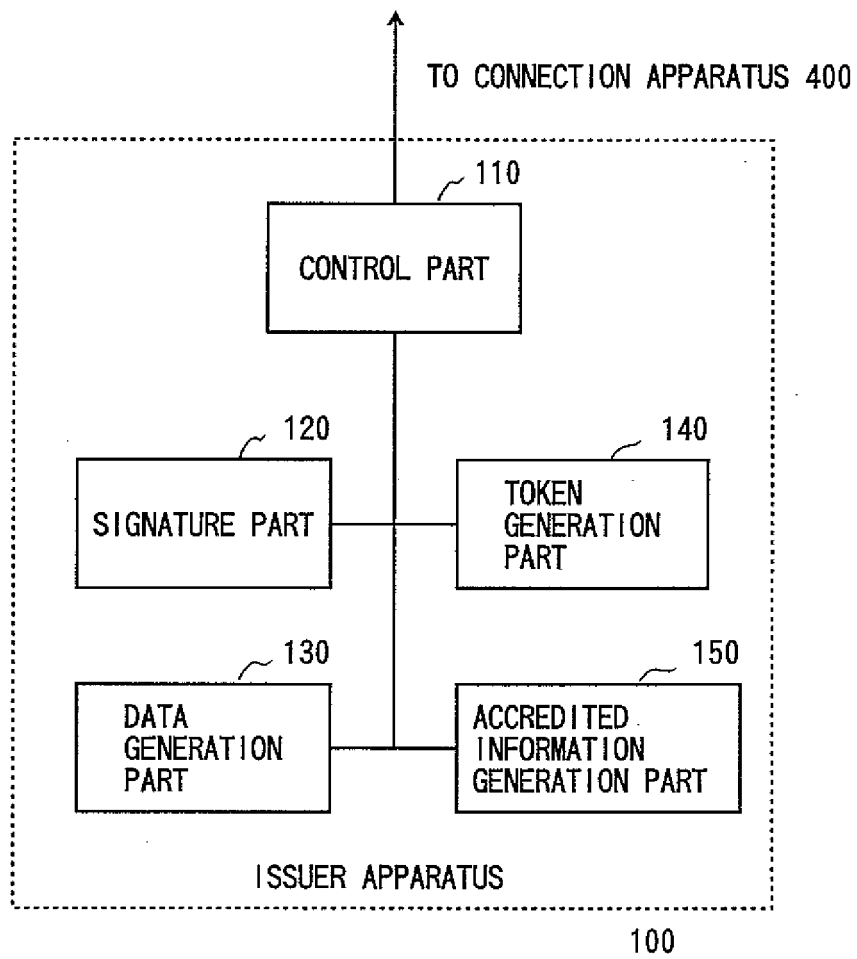 TO CONNECTION APPARATUS 400
110
CONTROL PART
120
SIGNATURE PART
140
TOKEN
GENERATION
PART
130
DATA
GENERATION
PART
150
ACCREDITED
INFORMATION
GENERATION PART
ISSUER APPARATUS
100